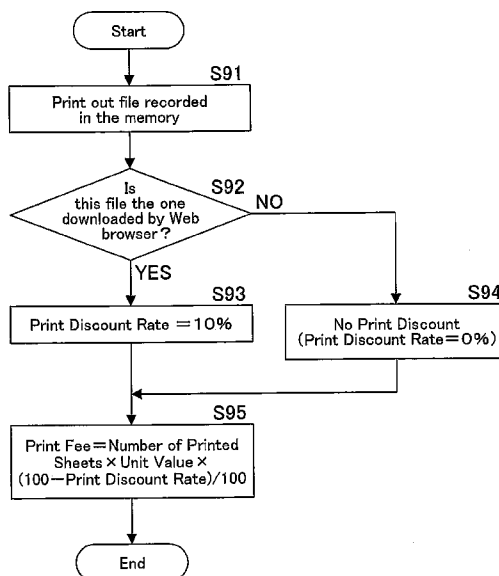 Start
S91
Print out file recorded
in the memory
S92
Is
this file the one
downloaded by Web
browser?
NO
YES
S93
Print Discount Rate=10%
S94
No Print Discount
(Print Discount Rate=0%)
S95
Print Fee=Number of Printed
Sheets×Unit Value×
(100−Print Discount Rate)/100
End